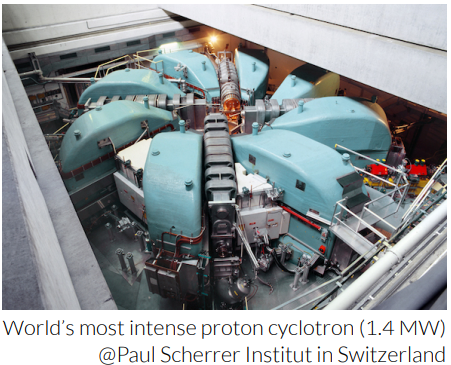 World's most intense proton cyclotron (1.4 MW)
@Paul Scherrer Institut in Switzerland